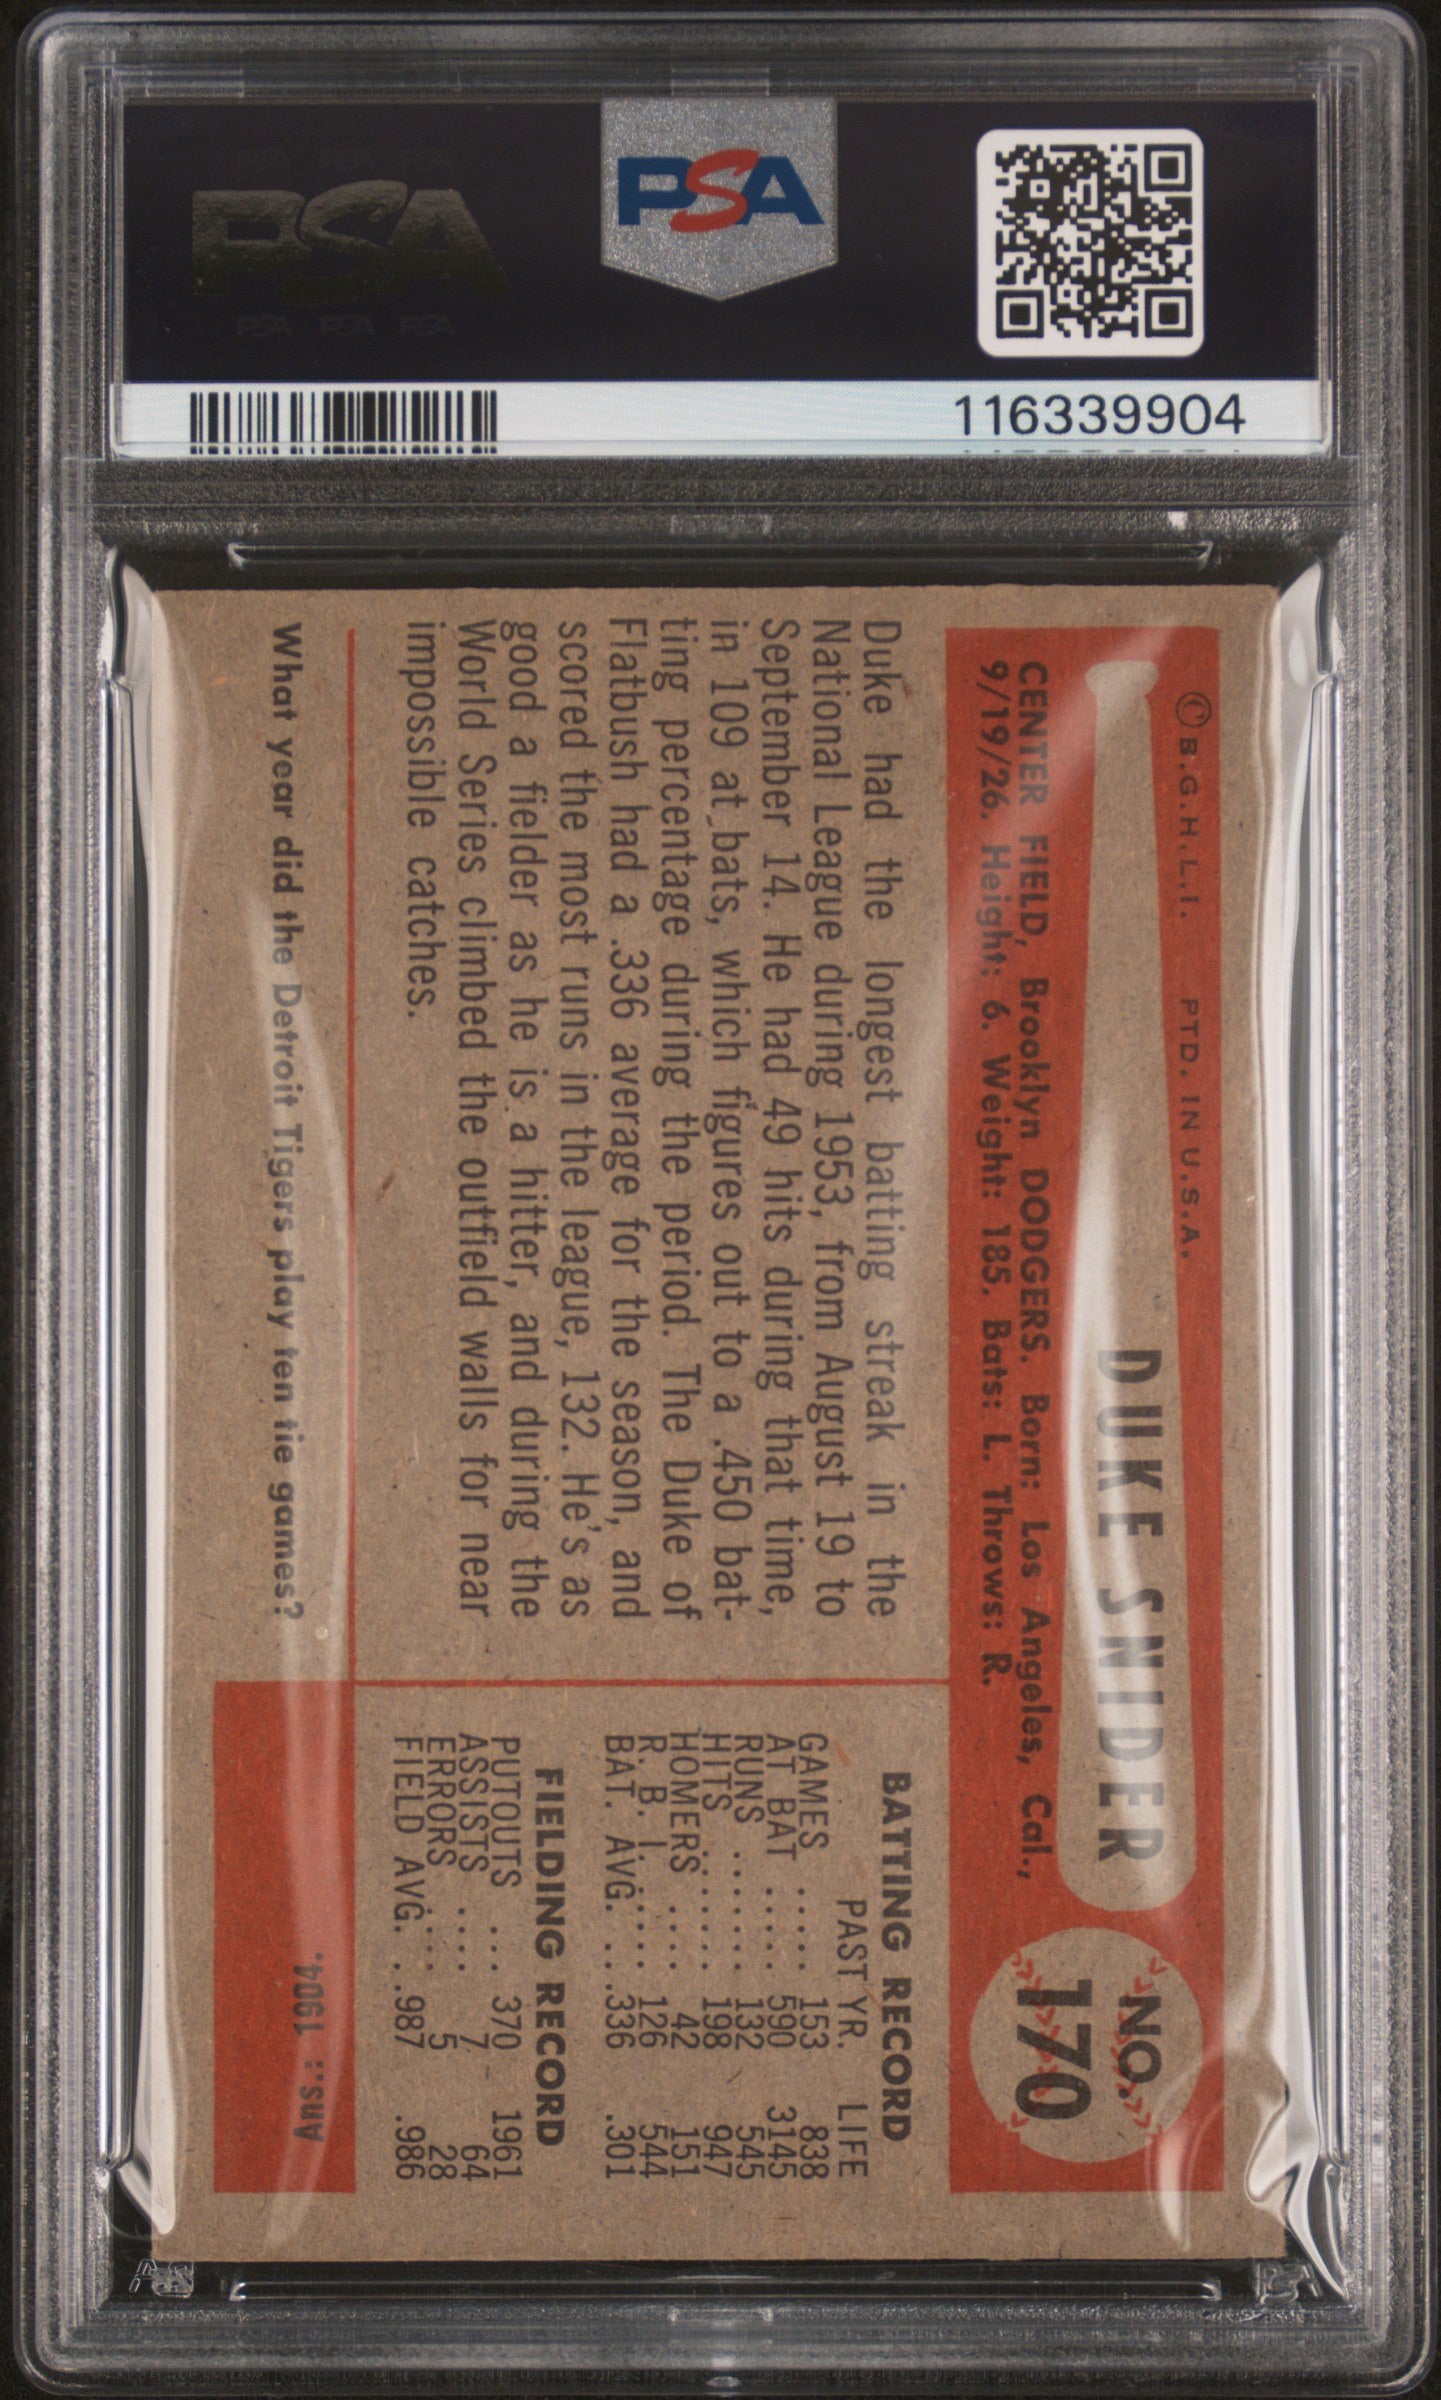 PSA PSA PSA
PSA
PSA PSA PSA
PSA
116339904
© B.G.H.L.I. PTD. IN U.S.A.
DUKE SNIDER
NO.
170
CENTER FIELD, Brooklyn DODGERS. Born: Los Angeles, Cal.,
9/19/26. Height: 6. Weight: 185. Bats: L. Throws: R.
Duke had the longest batting streak in the
National League during 1953, from August 19 to
September 14. He had 49 hits during that time,
in 109 at bats, which figures out to a .450 bat-
ting percentage during the period. The Duke of
Flatbush had a .336 average for the season, and
scored the most runs in the league, 132. He's as
good a fielder as he is a hitter, and during the
World Series climbed the outfield walls for near
impossible catches.
BATTING RECORD
PAST YR. LIFE
GAMES ..... 153 838
AT BAT ..... 590 3145
RUNS ....... 132 545
HITS ....... 198 947
HOMERS .... 42 151
R. B. I. ..... 126 544
BAT. AVG. ...336 .301
FIELDING RECORD
PUTOUTS ... 370 1961
ASSISTS .... 7 64
ERRORS .... 5 28
FIELD AVG. ..987 .986
What year did the Detroit Tigers play ten tie games?
Ans.: 1904.
PSA
PSA